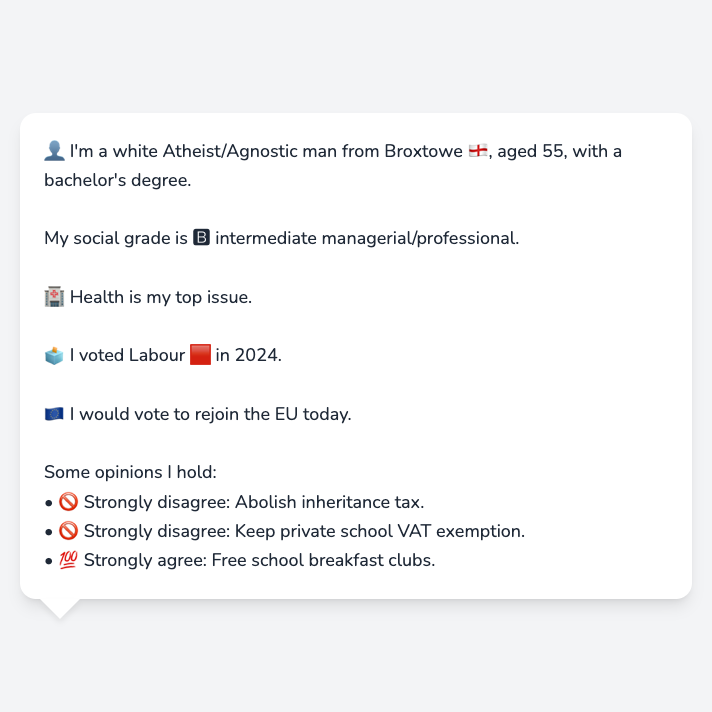 👤 I'm a white Atheist/Agnostic man from Broxtowe 🏴󠁧󠁢󠁥󠁮󠁧󠁿, aged 55, with a
bachelor's degree.
My social grade is 🅱 intermediate managerial/professional.
🏥 Health is my top issue.
🗳️ I voted Labour 🟥 in 2024.
🇪🇺 I would vote to rejoin the EU today.
Some opinions I hold:
• 🚫 Strongly disagree: Abolish inheritance tax.
• 🚫 Strongly disagree: Keep private school VAT exemption.
• 💯 Strongly agree: Free school breakfast clubs.